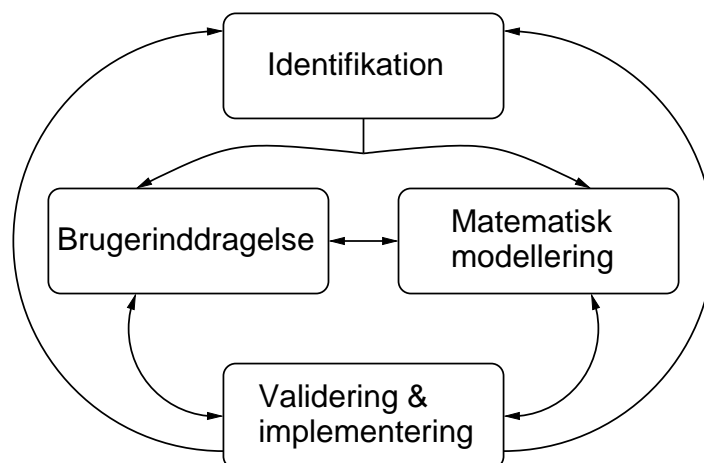 Identifikation
Brugerinddragelse
Matematisk
modellering
Validering &
implementering